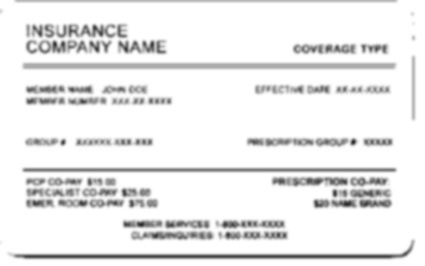 INSURANCE
COMPANY NAME
COVERAGE TYPE
MEMBER NAME: JOHN DOE
EFFECTIVE DATE: XX-XX-XXXX
MEMBER NUMBER: XXX-XX-XXXX
GROUP #: XXXXXX-XXX-XXX
PRESCRIPTION GROUP #: XXXXX
PCP CO-PAY $15.00
PRESCRIPTION CO-PAY:
SPECIALIST CO-PAY $25.00
$15 GENERIC
EMER. ROOM CO-PAY $75.00
$20 NAME BRAND
MEMBER SERVICES: 1-800-XXX-XXXX
CLAIMS/INQUIRIES: 1-800-XXX-XXXX